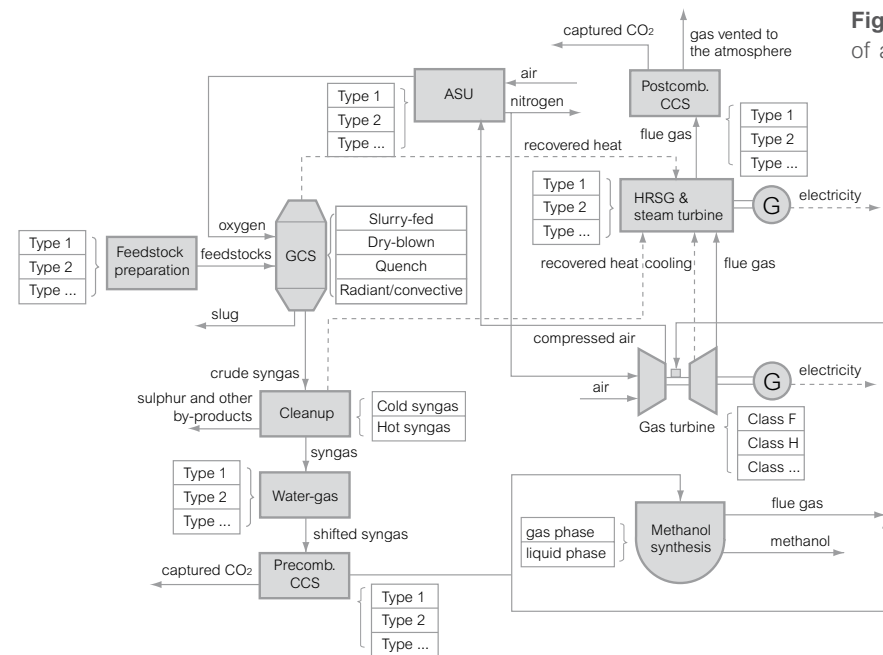 Fig
of a
captured CO2
gas vented to
the atmosphere
ASU
air
nitrogen
Type 1
Type 2
Type ...
Postcomb.
CCS
Type 1
Type 2
Type ...
recovered heat
flue gas
Type 1
Type 2
Type ...
HRSG &
steam turbine
G
electricity
Type 1
Type 2
Type ...
Feedstock
preparation
oxygen
feedstocks
GCS
Slurry-fed
Dry-blown
Quench
Radiant/convective
recovered heat
cooling
flue gas
slug
compressed air
crude syngas
air
G
electricity
Gas turbine
Class F
Class H
Class ...
sulphur and other
by-products
Cleanup
Cold syngas
Hot syngas
syngas
Type 1
Type 2
Type ...
Water-gas
shifted syngas
gas phase
liquid phase
Methanol
synthesis
flue gas
methanol
captured CO2
Precomb.
CCS
Type 1
Type 2
Type ...